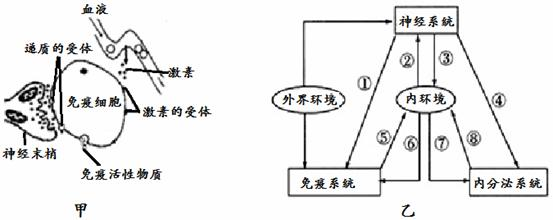 血液
递质的受体
激素
免疫细胞
激素的受体
神经末梢
免疫活性物质
甲
神经系统
①
②
③
④
外界环境
内环境
⑤
⑥
⑦
⑧
免疫系统
内分泌系统
乙